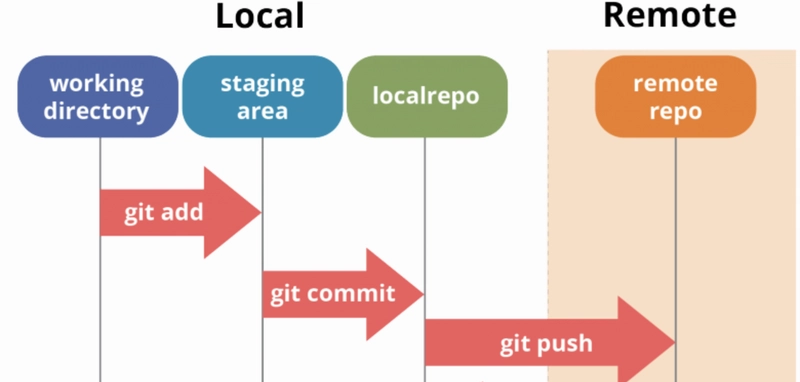 Local
Remote
working
directory
staging
area
localrepo
remote
repo
git add
git commit
git push